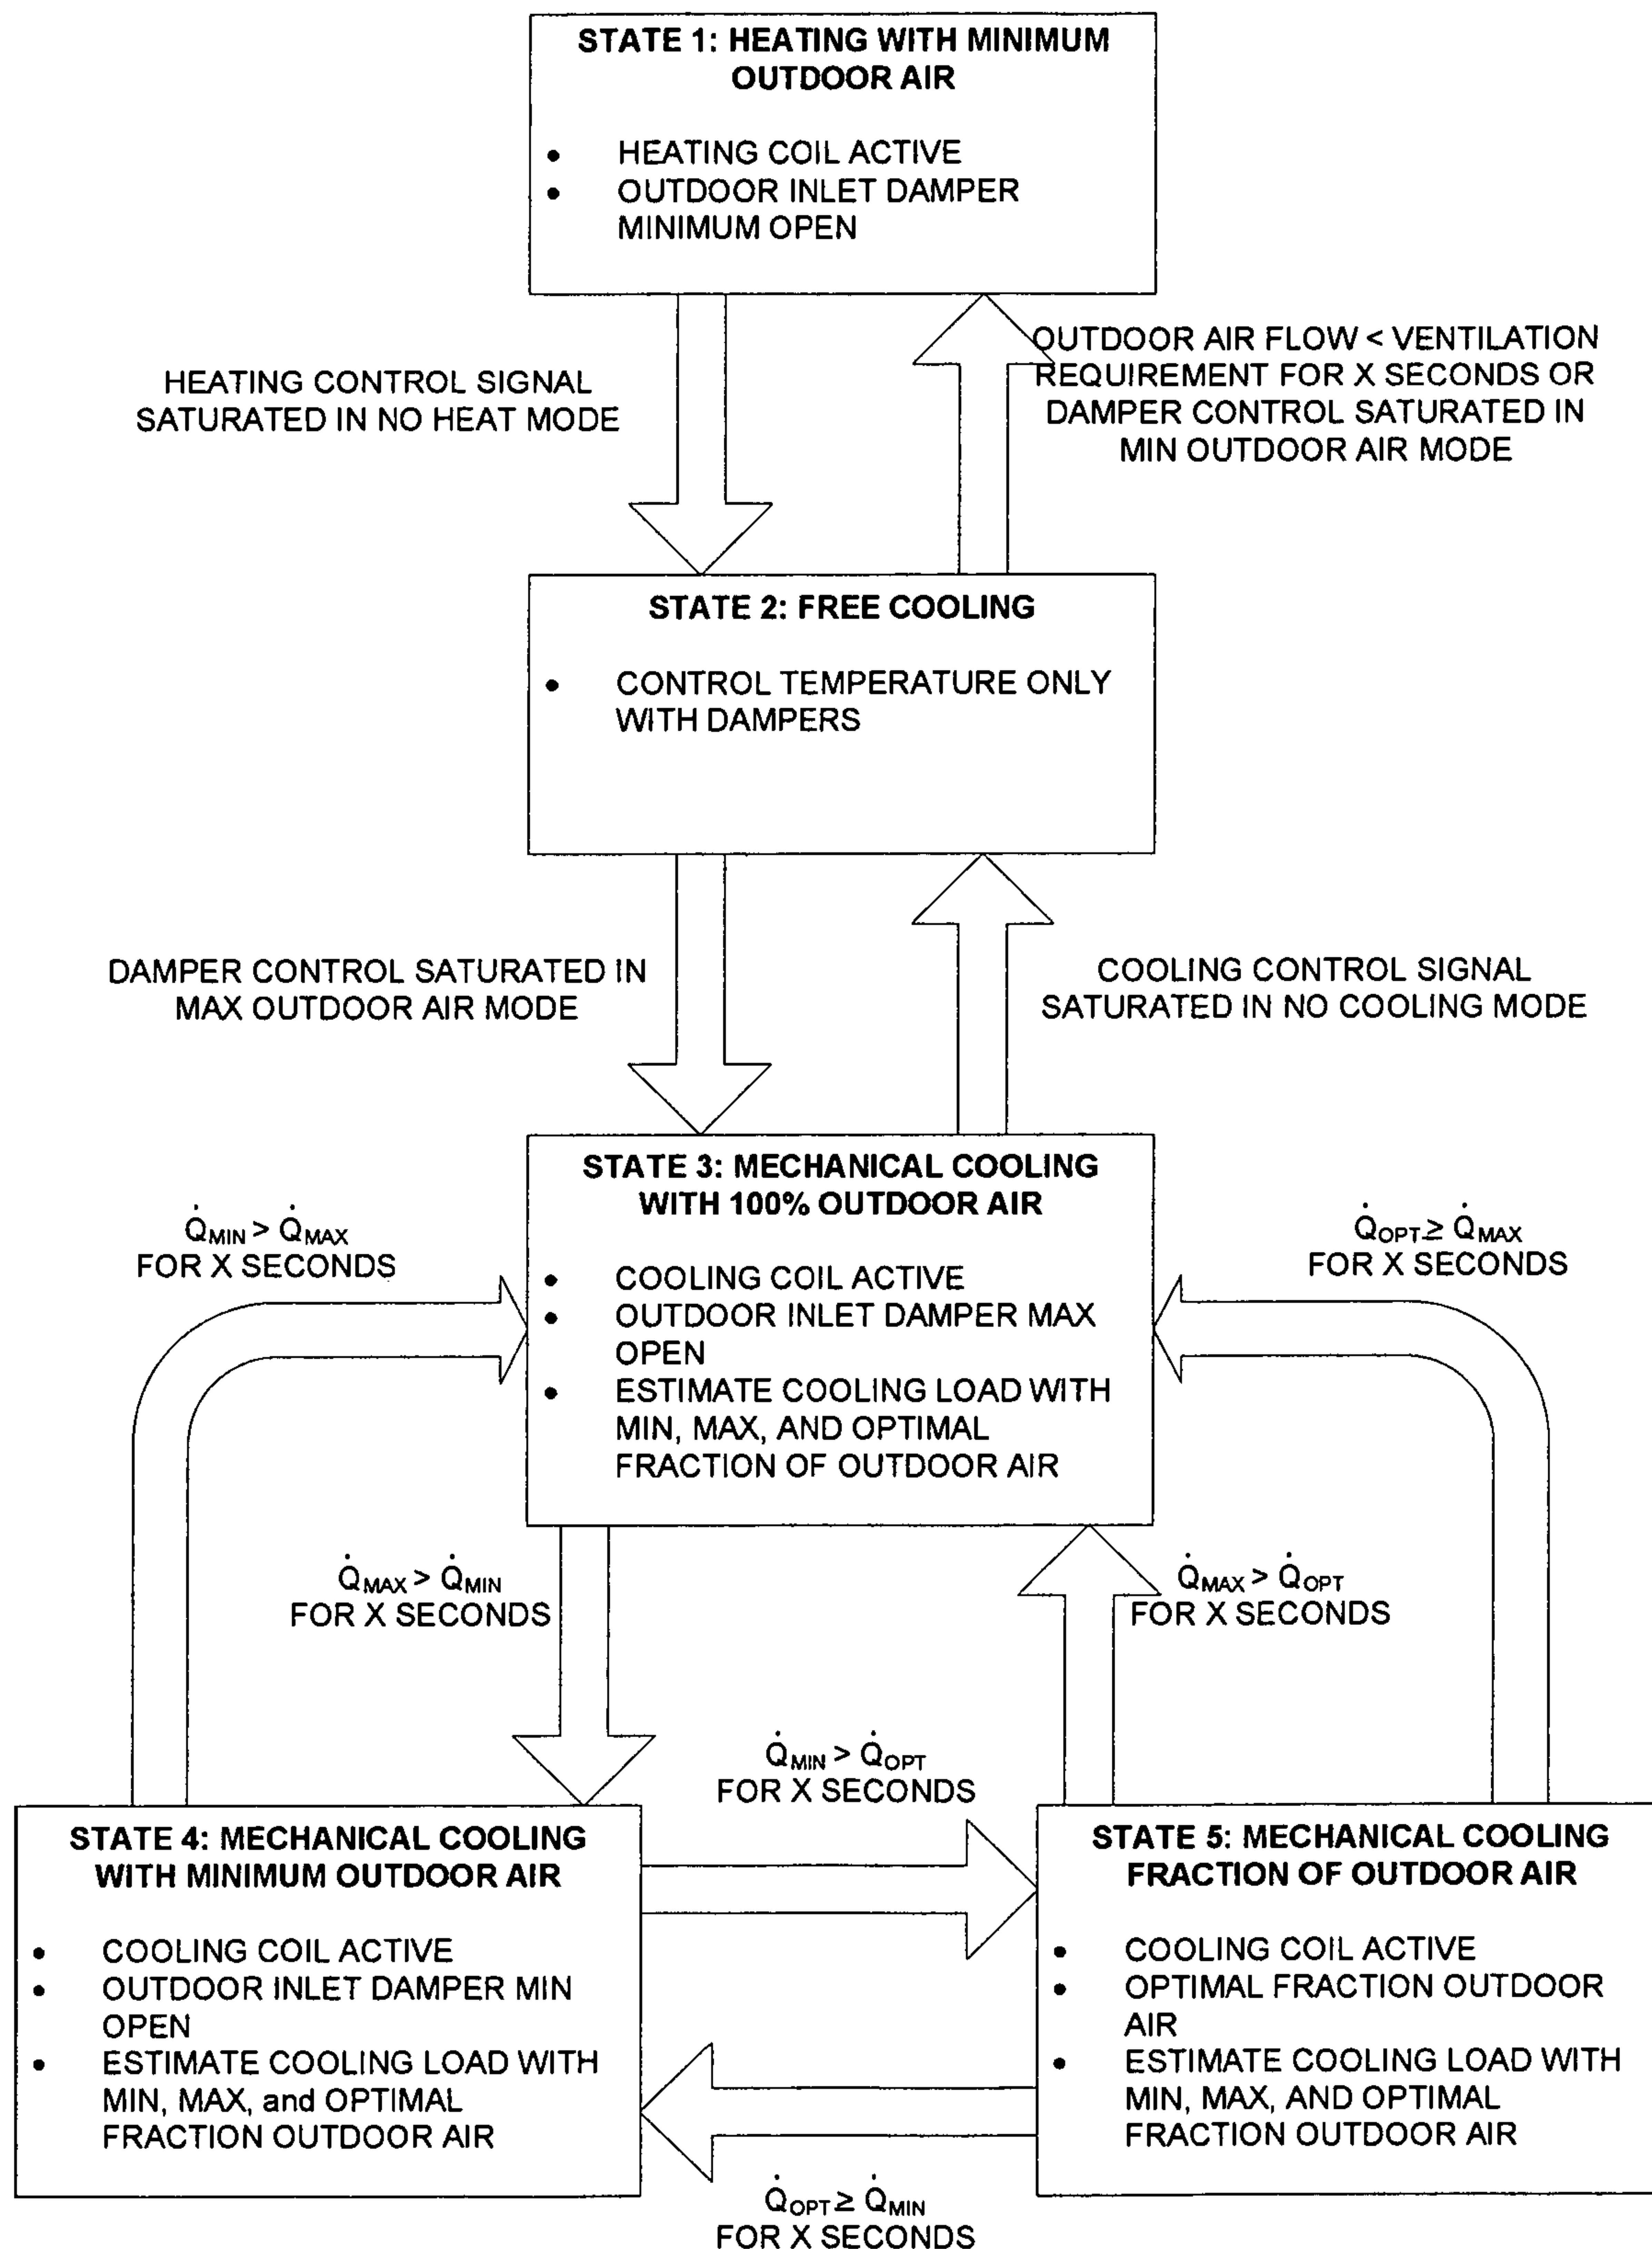 STATE 1: HEATING WITH MINIMUM
OUTDOOR AIR
• HEATING COIL ACTIVE
• OUTDOOR INLET DAMPER
MINIMUM OPEN
HEATING CONTROL SIGNAL
SATURATED IN NO HEAT MODE
OUTDOOR AIR FLOW < VENTILATION
REQUIREMENT FOR X SECONDS OR
DAMPER CONTROL SATURATED IN
MIN OUTDOOR AIR MODE
STATE 2: FREE COOLING
• CONTROL TEMPERATURE ONLY
WITH DAMPERS
DAMPER CONTROL SATURATED IN
MAX OUTDOOR AIR MODE
COOLING CONTROL SIGNAL
SATURATED IN NO COOLING MODE
STATE 3: MECHANICAL COOLING
WITH 100% OUTDOOR AIR
• COOLING COIL ACTIVE
• OUTDOOR INLET DAMPER MAX
OPEN
• ESTIMATE COOLING LOAD WITH
MIN, MAX, AND OPTIMAL
FRACTION OF OUTDOOR AIR
Q̇MIN > Q̇MAX
FOR X SECONDS
Q̇OPT ≥ Q̇MAX
FOR X SECONDS
Q̇MAX > Q̇MIN
FOR X SECONDS
Q̇MAX > Q̇OPT
FOR X SECONDS
Q̇MIN > Q̇OPT
FOR X SECONDS
STATE 4: MECHANICAL COOLING
WITH MINIMUM OUTDOOR AIR
• COOLING COIL ACTIVE
• OUTDOOR INLET DAMPER MIN
OPEN
• ESTIMATE COOLING LOAD WITH
MIN, MAX, and OPTIMAL
FRACTION OUTDOOR AIR
STATE 5: MECHANICAL COOLING
FRACTION OF OUTDOOR AIR
• COOLING COIL ACTIVE
• OPTIMAL FRACTION OUTDOOR
AIR
• ESTIMATE COOLING LOAD WITH
MIN, MAX, AND OPTIMAL
FRACTION OUTDOOR AIR
Q̇OPT ≥ Q̇MIN
FOR X SECONDS